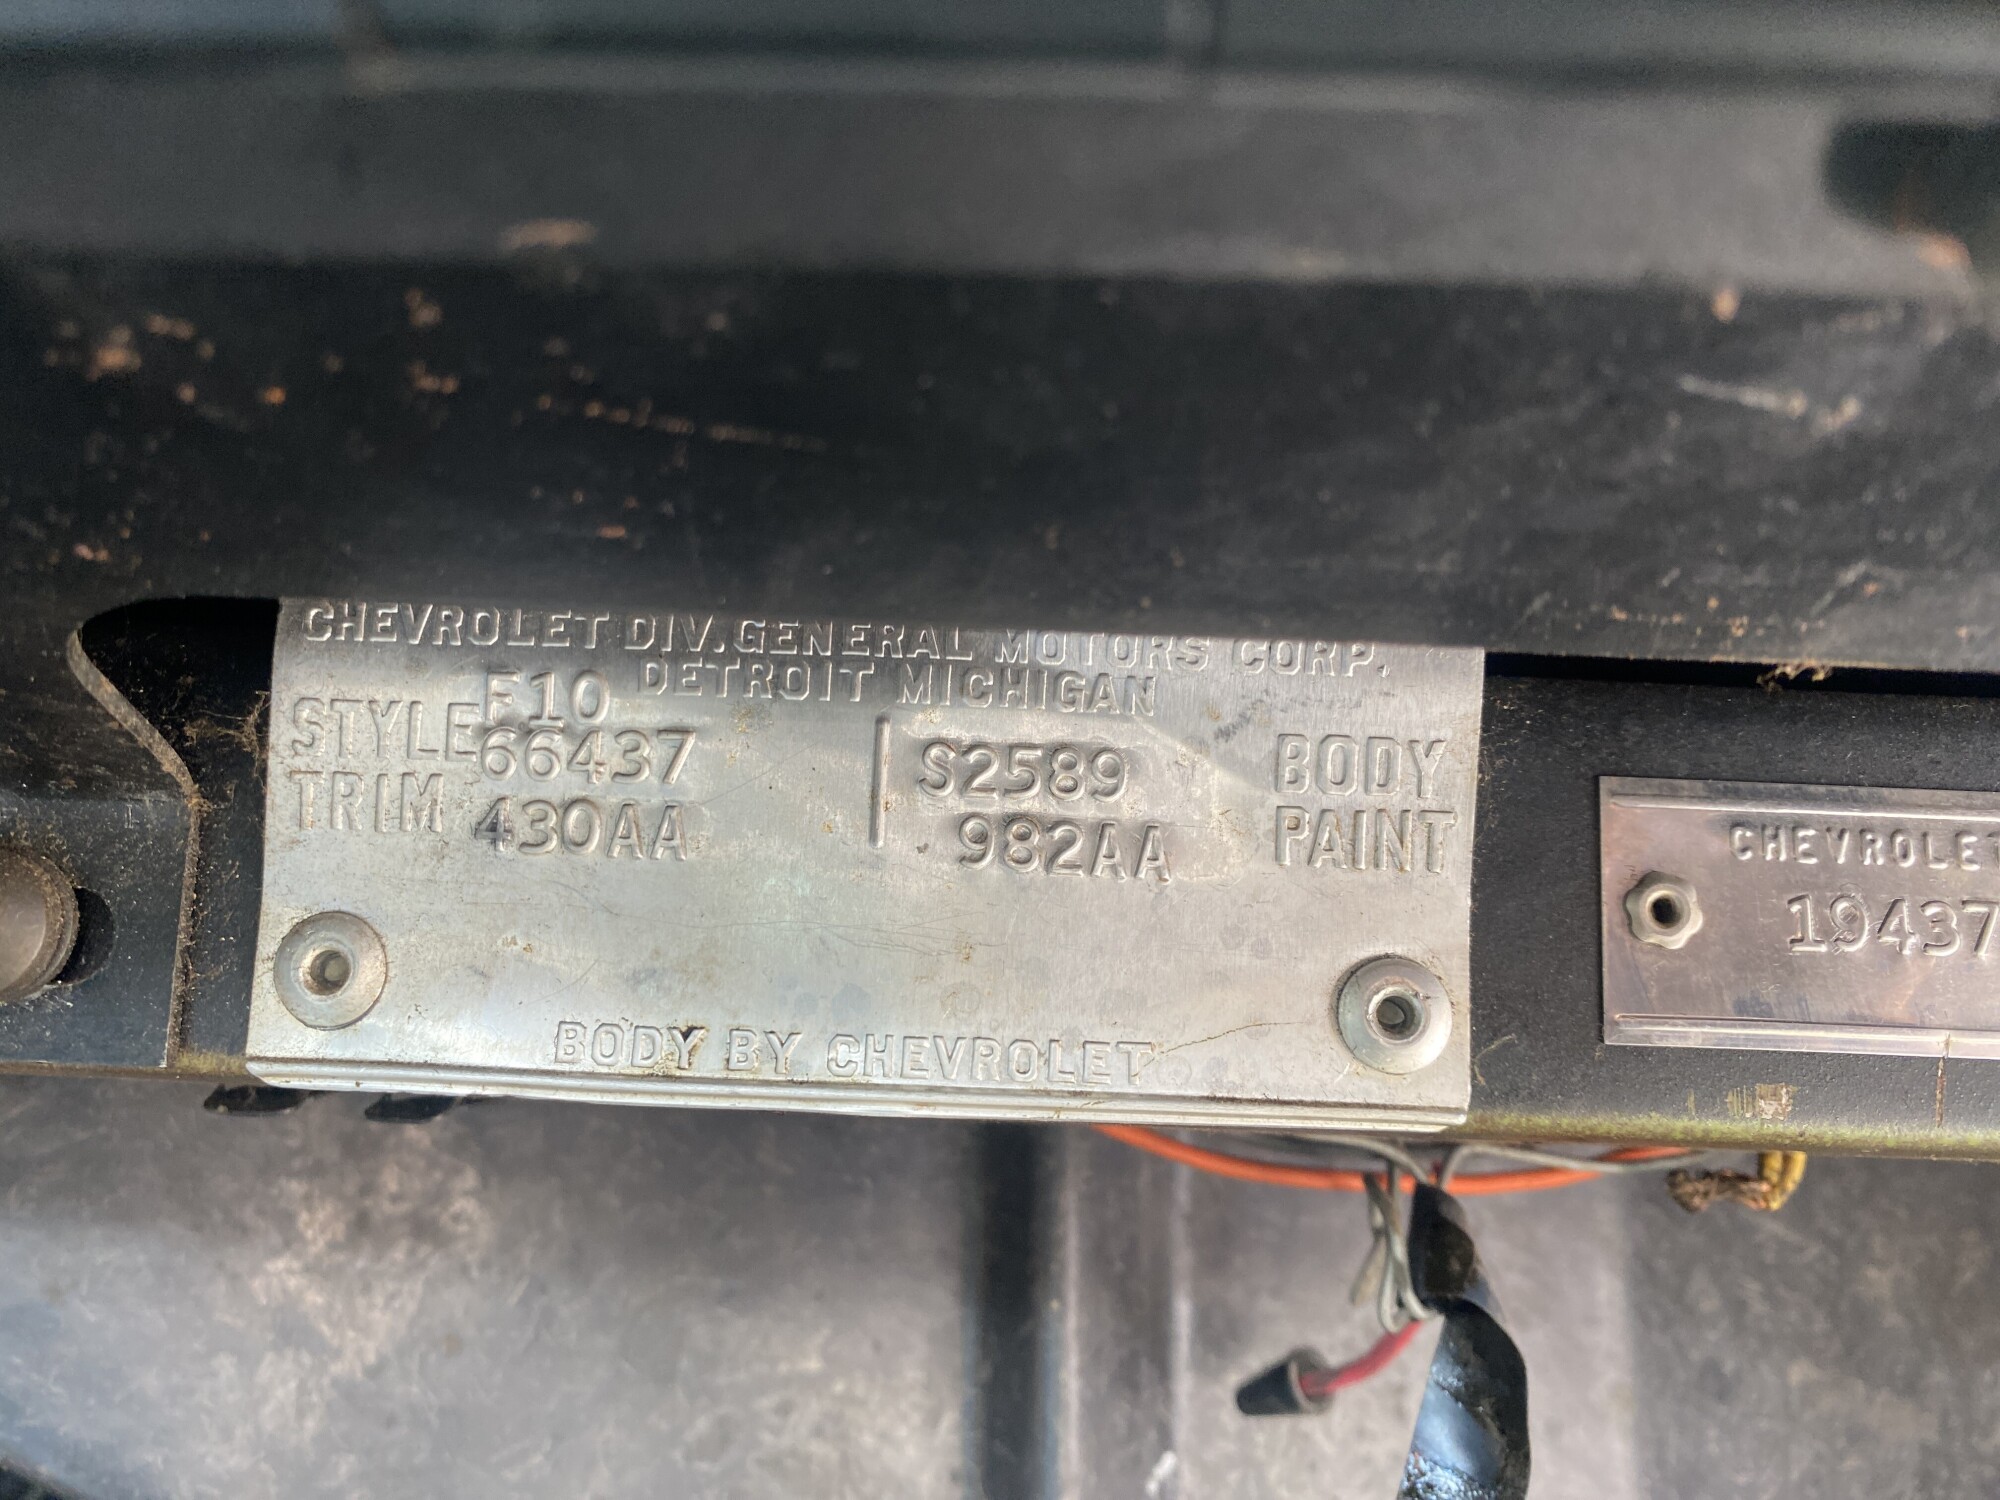 CHEVROLET DIV. GENERAL MOTORS CORP.
DETROIT MICHIGAN
F10
STYLE 66437 S2589 BODY
TRIM 430AA 982AA PAINT
BODY BY CHEVROLET
CHEVROLET
19437